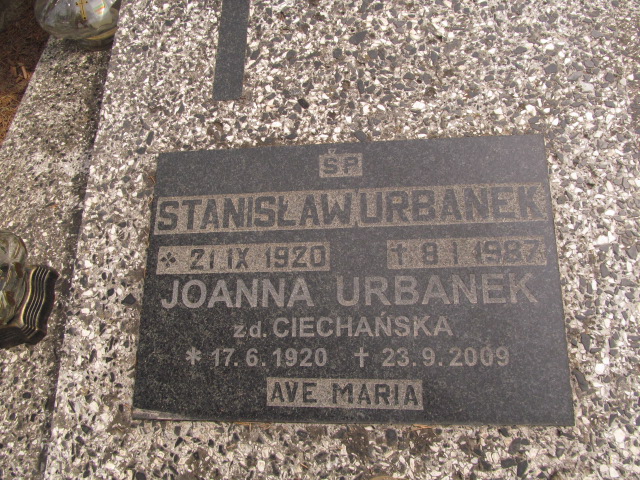 ŚP
STANISŁAW URBANEK
* 21 IX 1920 † 8 I 1987
JOANNA URBANEK
zd. CIECHAŃSKA
* 17. 6. 1920 † 23. 9. 2009
AVE MARIA